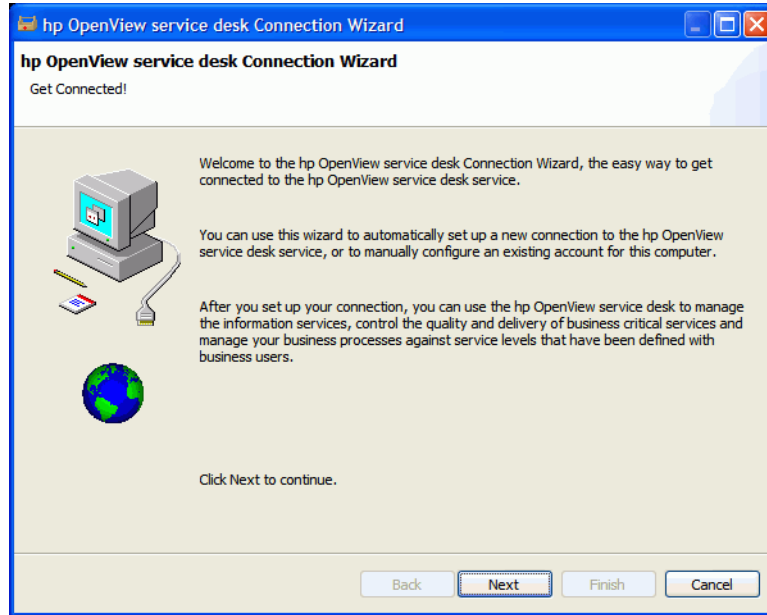 hp OpenView service desk Connection Wizard
hp OpenView service desk Connection Wizard
Get Connected!
Welcome to the hp OpenView service desk Connection Wizard, the easy way to get
connected to the hp OpenView service desk service.
You can use this wizard to automatically set up a new connection to the hp OpenView
service desk service, or to manually configure an existing account for this computer.
After you set up your connection, you can use the hp OpenView service desk to manage
the information services, control the quality and delivery of business critical services and
manage your business processes against service levels that have been defined with
business users.
Click Next to continue.
Back Next Finish Cancel